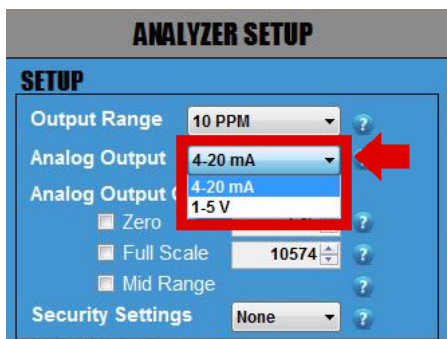 ANALYZER SETUP
SETUP
Output Range 10 PPM ?
Analog Output 4-20 mA
4-20 mA
Analog Output
1-5 V
Zero ?
Full Scale 10574 ?
Mid Range ?
Security Settings None ?